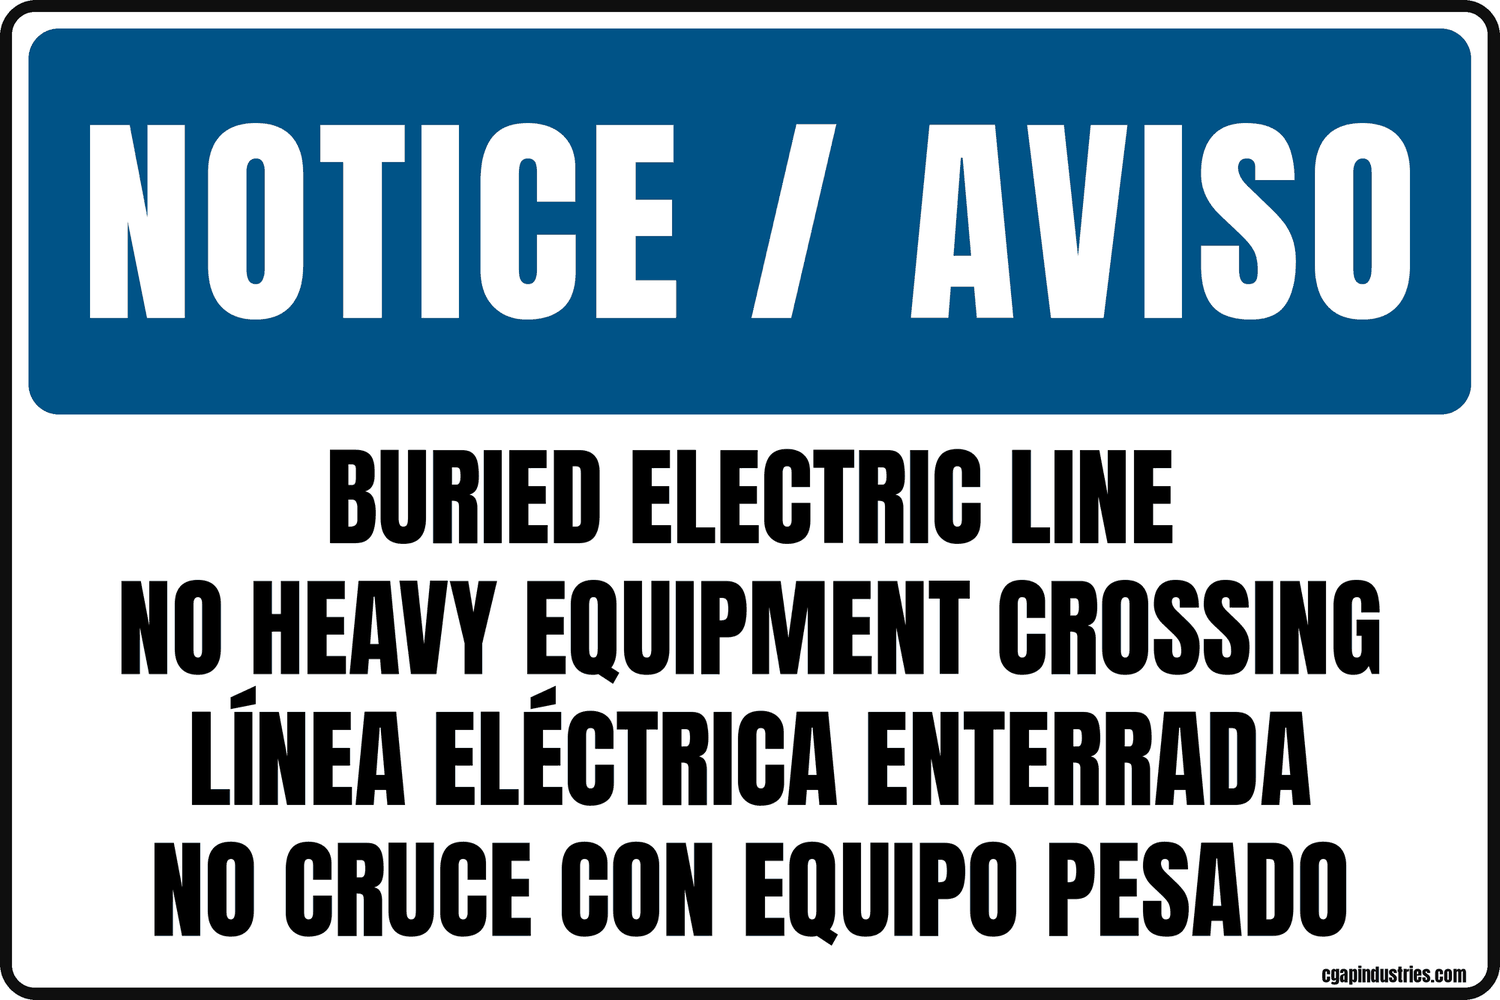 NOTICE / AVISO
BURIED ELECTRIC LINE
NO HEAVY EQUIPMENT CROSSING
LÍNEA ELÉCTRICA ENTERRADA
NO CRUCE CON EQUIPO PESADO
cgapindustries.com